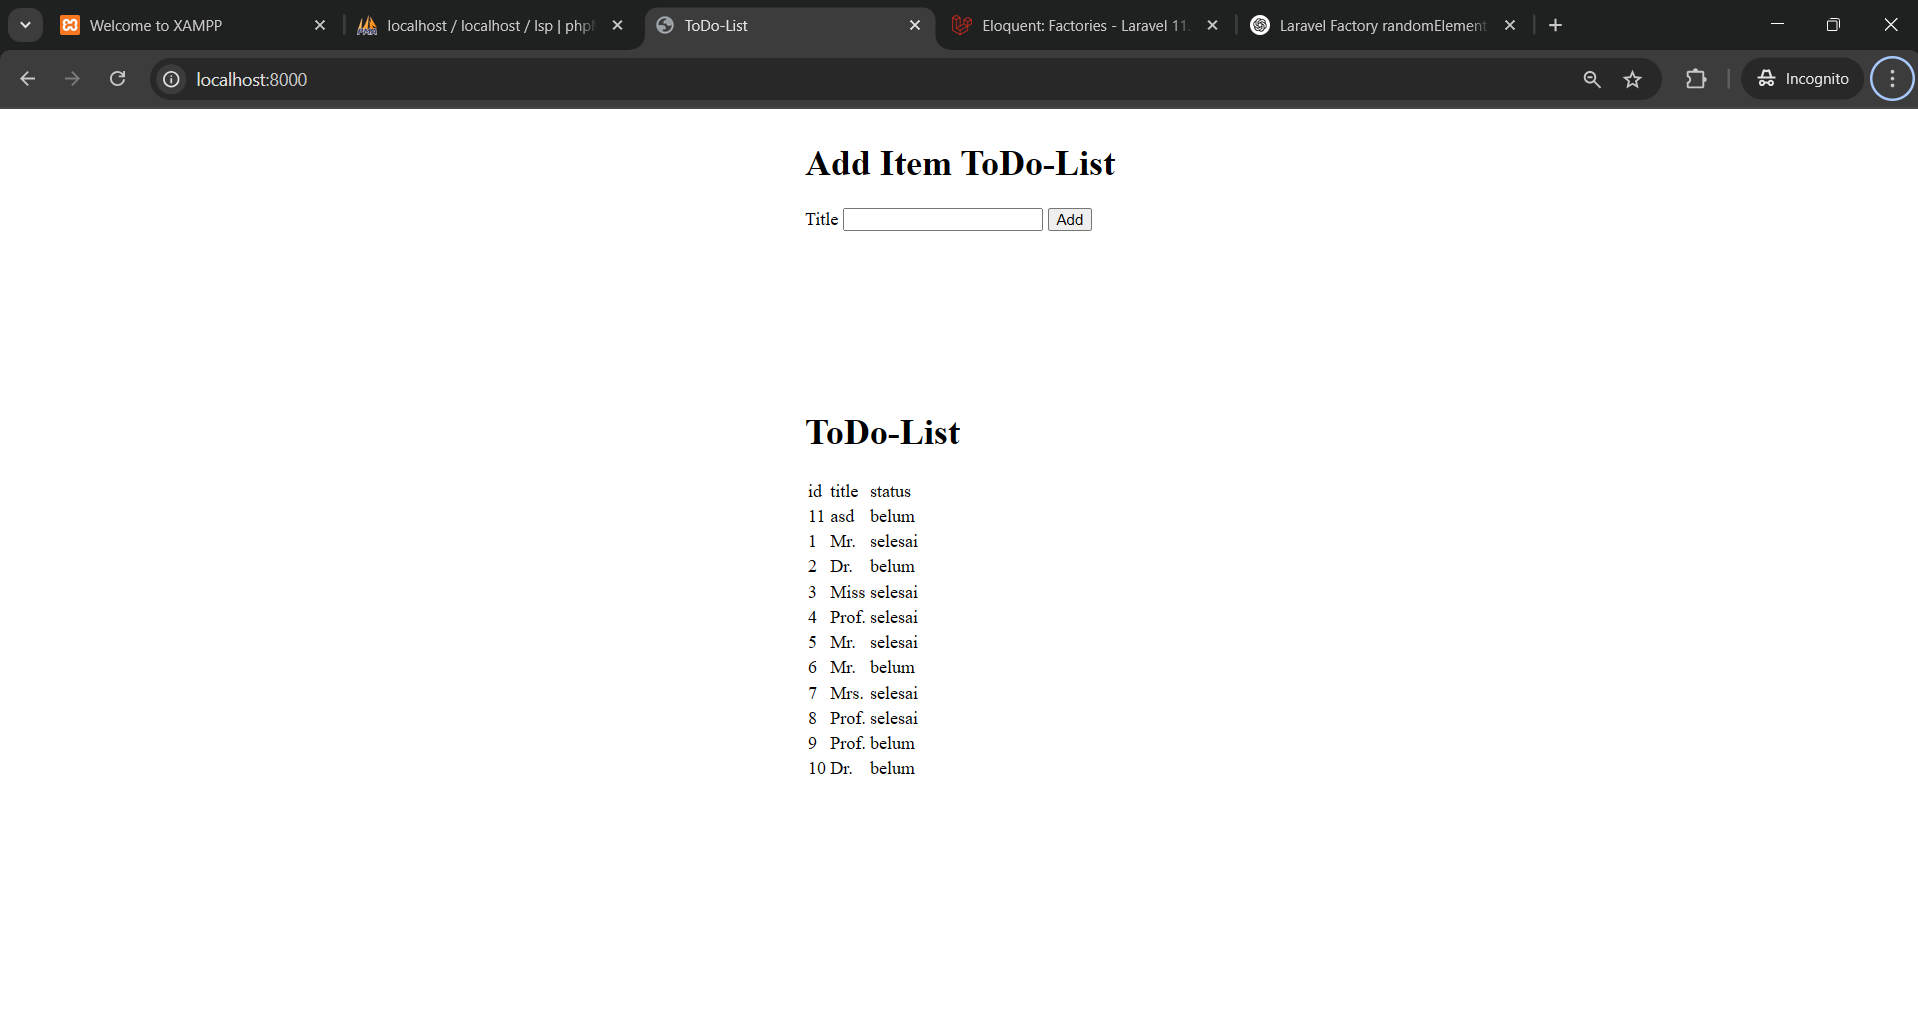 Welcome to XAMPP
localhost / localhost / lsp | php
ToDo-List
Eloquent: Factories - Laravel 11.
Laravel Factory randomElement
localhost:8000
Incognito
Add Item ToDo-List
Title Add
ToDo-List
id title status
11 asd belum
1 Mr. selesai
2 Dr. belum
3 Miss selesai
4 Prof. selesai
5 Mr. selesai
6 Mr. belum
7 Mrs. selesai
8 Prof. selesai
9 Prof. belum
10 Dr. belum